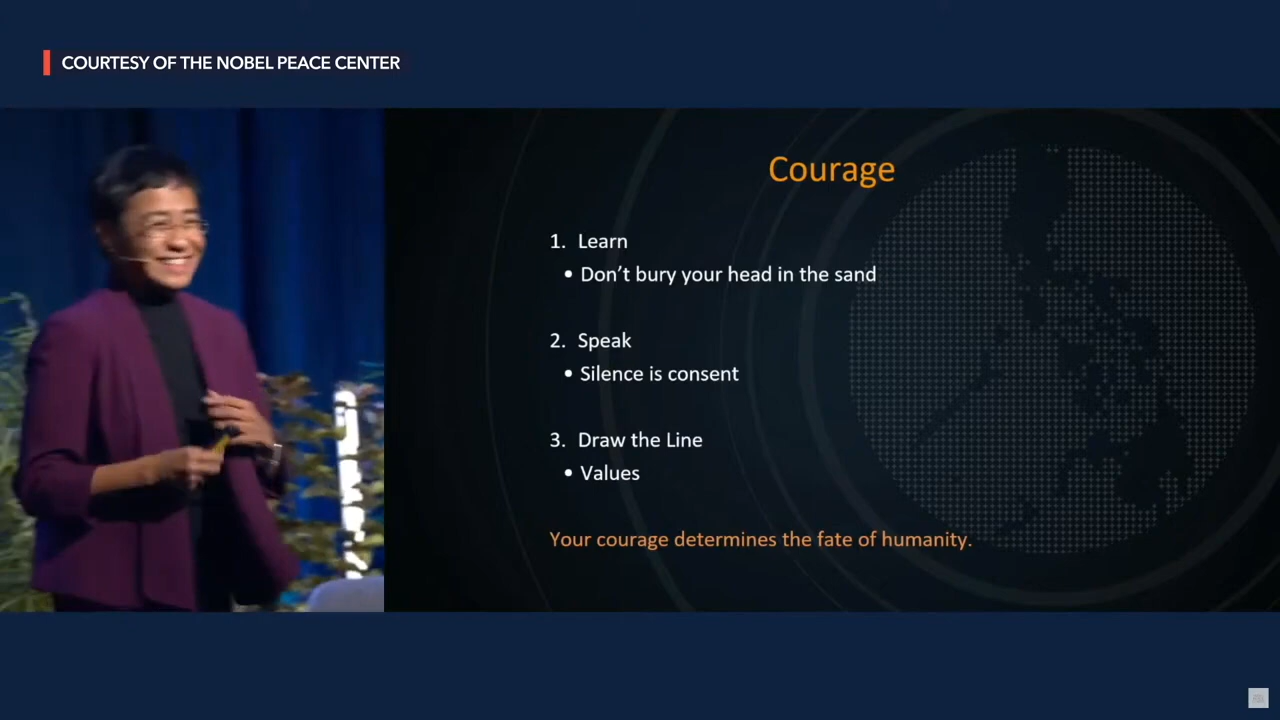 COURTESY OF THE NOBEL PEACE CENTER
Courage
1. Learn
• Don’t bury your head in the sand
2. Speak
• Silence is consent
3. Draw the Line
• Values
Your courage determines the fate of humanity.